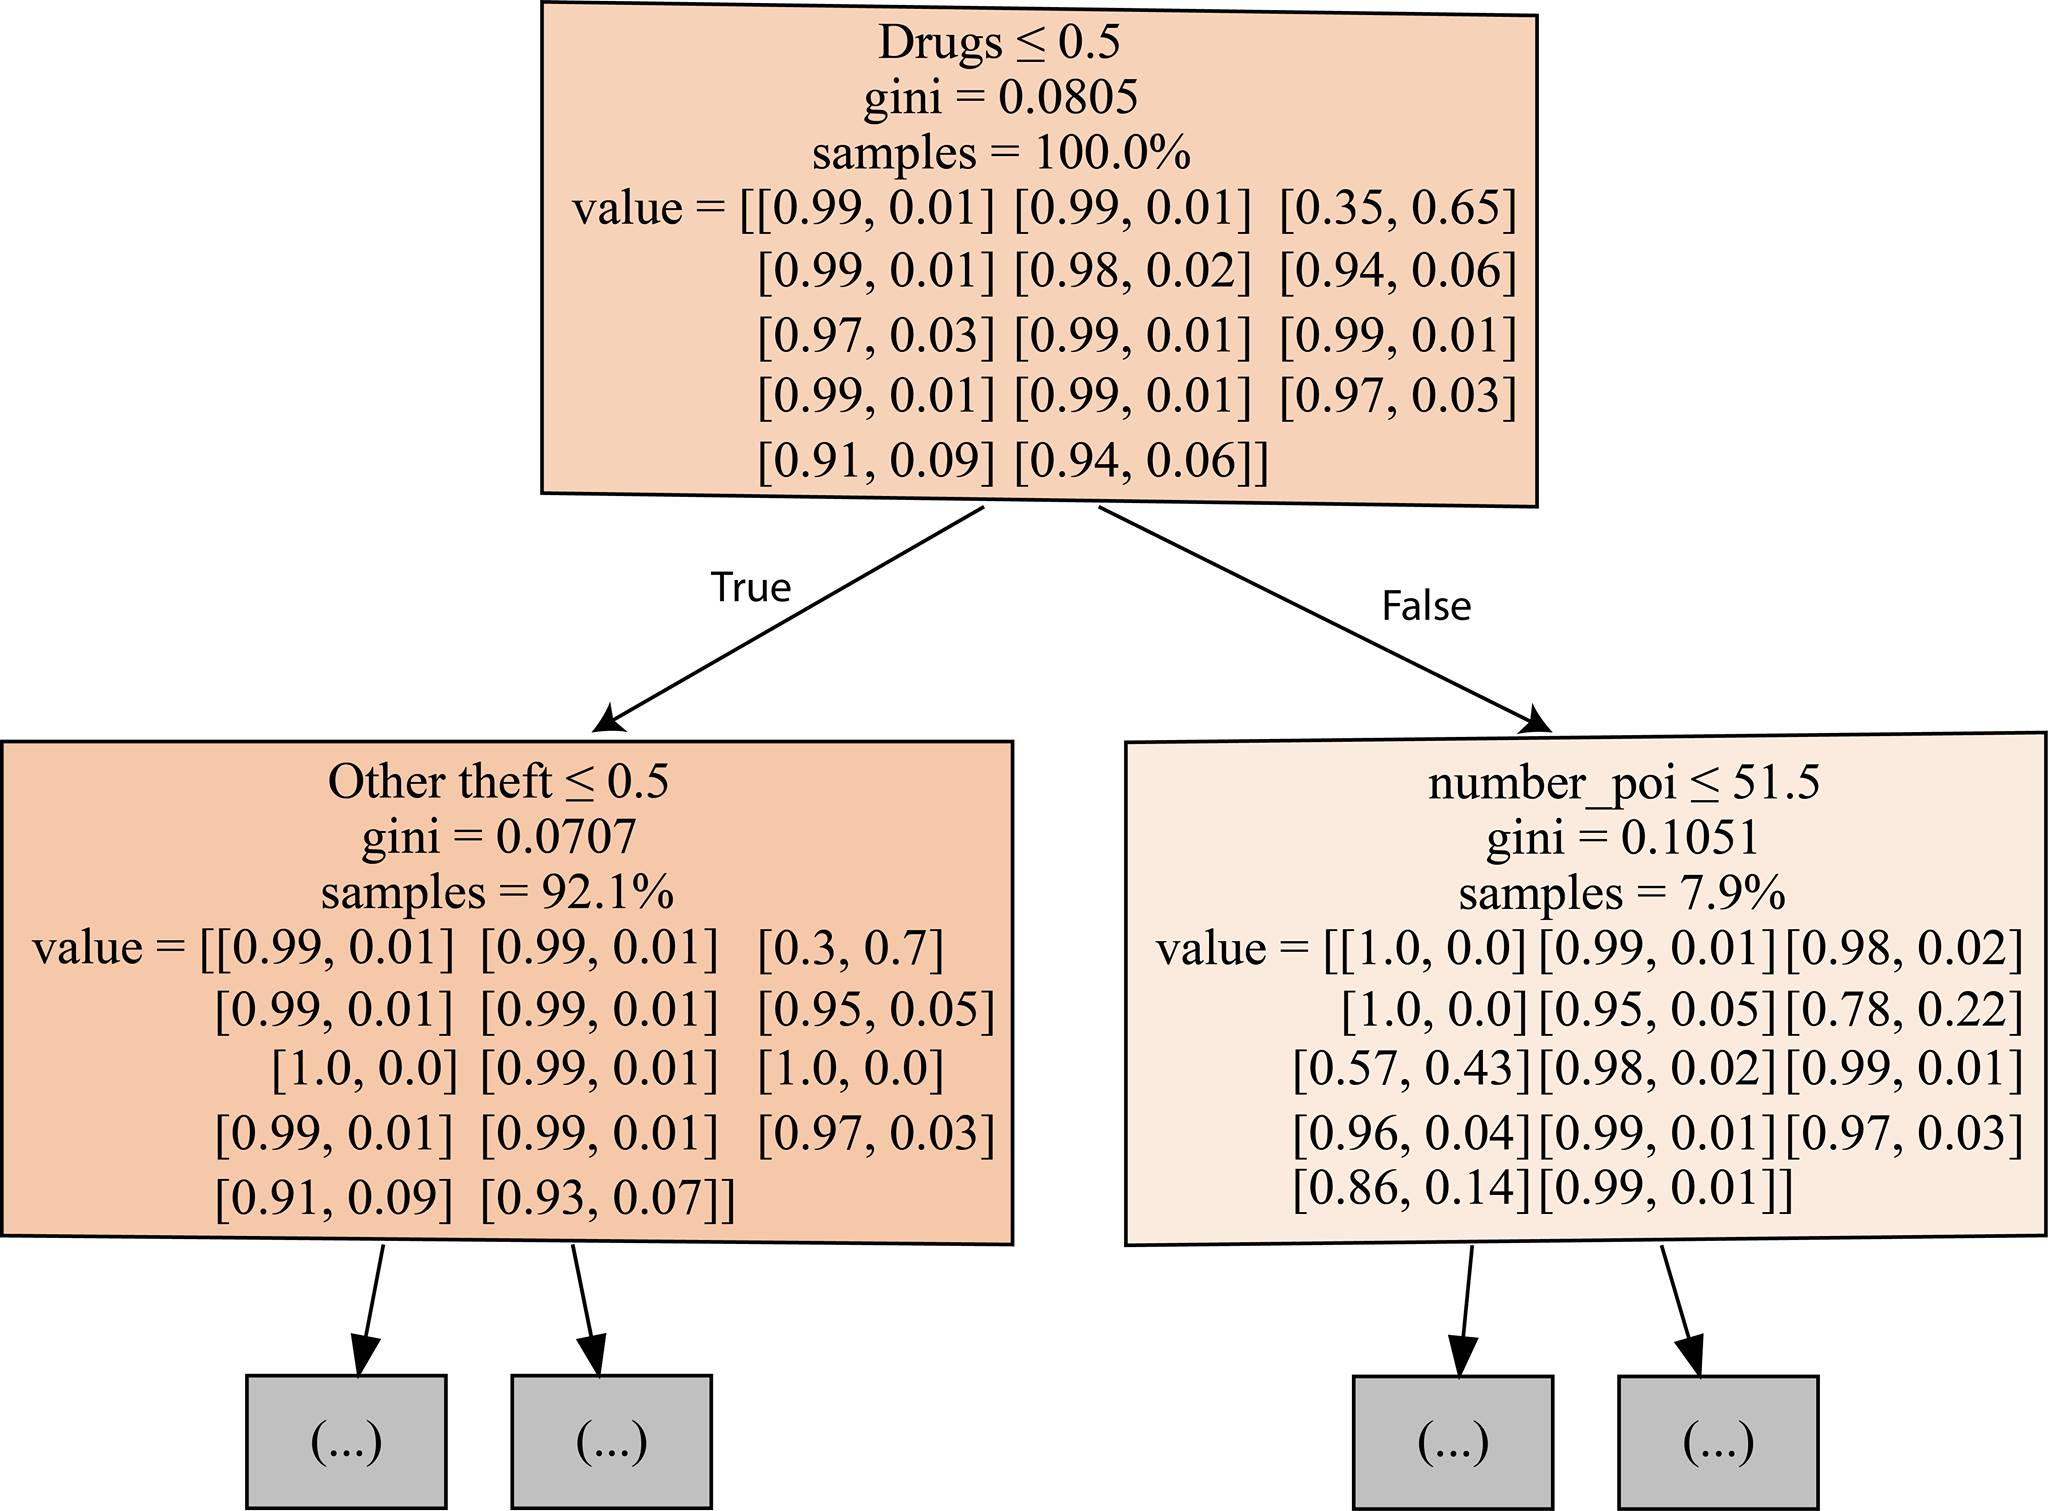 Drugs ≤ 0.5
gini = 0.0805
samples = 100.0%
value = [[0.99, 0.01] [0.99, 0.01] [0.35, 0.65]
[0.99, 0.01] [0.98, 0.02] [0.94, 0.06]
[0.97, 0.03] [0.99, 0.01] [0.99, 0.01]
[0.99, 0.01] [0.99, 0.01] [0.97, 0.03]
[0.91, 0.09] [0.94, 0.06]]
True
False
Other theft ≤ 0.5
gini = 0.0707
samples = 92.1%
value = [[0.99, 0.01] [0.99, 0.01] [0.3, 0.7]
[0.99, 0.01] [0.99, 0.01] [0.95, 0.05]
[1.0, 0.0] [0.99, 0.01] [1.0, 0.0]
[0.99, 0.01] [0.99, 0.01] [0.97, 0.03]
[0.91, 0.09] [0.93, 0.07]]
number_poi ≤ 51.5
gini = 0.1051
samples = 7.9%
value = [[1.0, 0.0] [0.99, 0.01] [0.98, 0.02]
[1.0, 0.0] [0.95, 0.05] [0.78, 0.22]
[0.57, 0.43] [0.98, 0.02] [0.99, 0.01]
[0.96, 0.04] [0.99, 0.01] [0.97, 0.03]
[0.86, 0.14] [0.99, 0.01]]
(...)
(...)
(...)
(...)